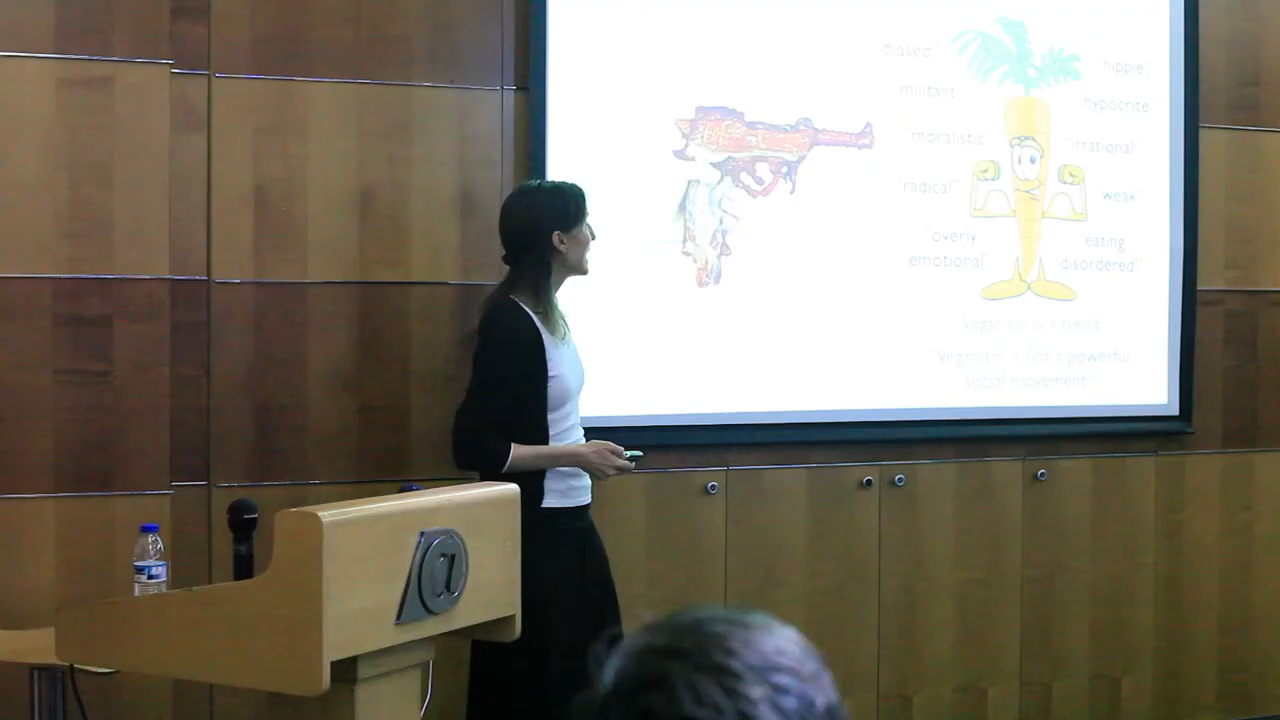 biased
"hippie"
militant
"hypocrite"
"moralistic
"irrational"
"radical"
weak"
"overly
emotional"
"eating
disordered"
Veganism is a trend
Veganism is not a powerful
social movement
@